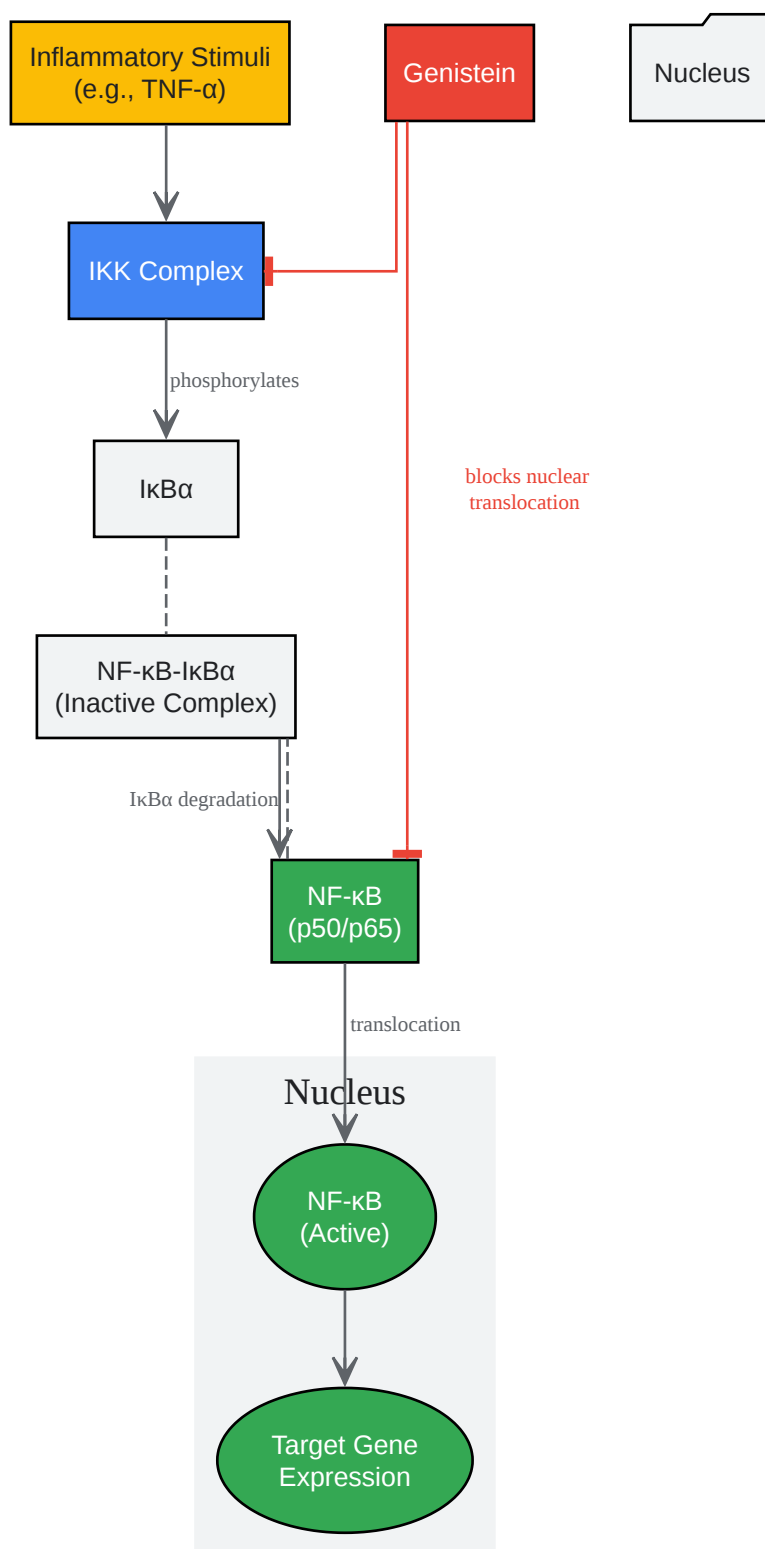 Inflammatory Stimuli
(e.g., TNF-α)
Genistein
Nucleus
IKK Complex
phosphorylates
blocks nuclear
translocation
IκBα
NF-κB-IκBα
(Inactive Complex)
IκBα degradation
NF-κB
(p50/p65)
translocation
Nucleus
NF-κB
(Active)
Target Gene
Expression